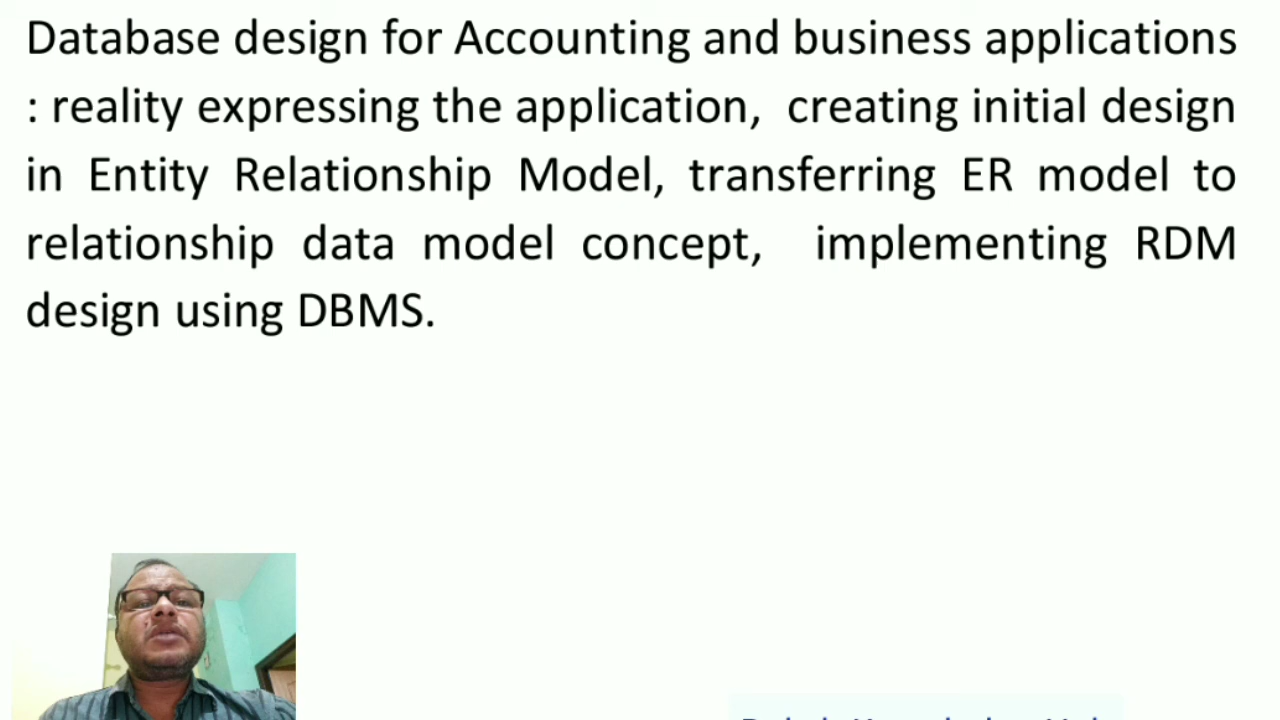 Database design for Accounting and business applications
: reality expressing the application, creating initial design
in Entity Relationship Model, transferring ER model to
relationship data model concept, implementing RDM
design using DBMS.